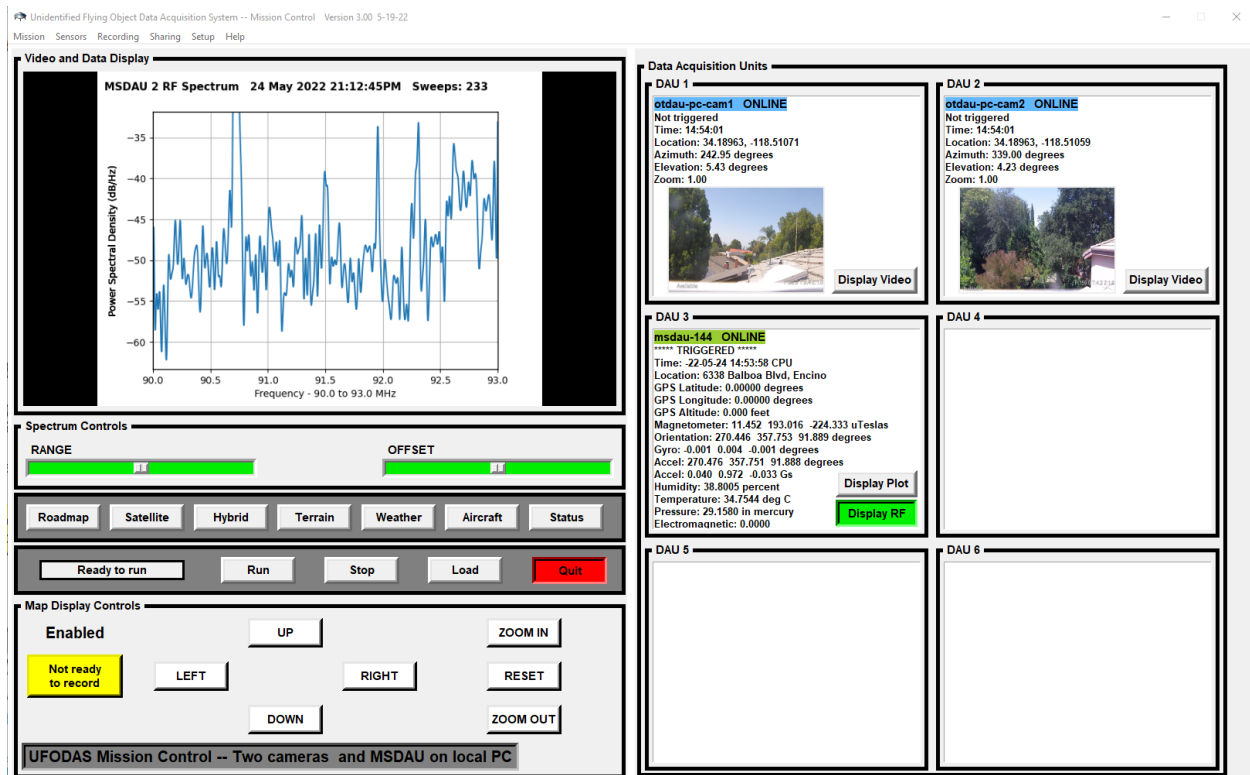 Unidentified Flying Object Data Acquisition System -- Mission Control Version 3.00 5-19-22
Mission Sensors Recording Sharing Setup Help
Video and Data Display
MSDAU 2 RF Spectrum 24 May 2022 21:12:45PM Sweeps: 233
Power Spectral Density (dB/Hz)
−35
−40
−45
−50
−55
−60
90.0 90.5 91.0 91.5 92.0 92.5 93.0
Frequency - 90.0 to 93.0 MHz
Spectrum Controls
RANGE OFFSET
Roadmap Satellite Hybrid Terrain Weather Aircraft Status
Ready to run Run Stop Load Quit
Map Display Controls
Enabled UP ZOOM IN
Not ready
to record
LEFT RIGHT RESET
DOWN ZOOM OUT
UFODAS Mission Control -- Two cameras and MSDAU on local PC
Data Acquisition Units
DAU 1
otdau-pc-cam1 ONLINE
Not triggered
Time: 14:54:01
Location: 34.18963, -118.51071
Azimuth: 242.95 degrees
Elevation: 5.43 degrees
Zoom: 1.00
Available
Display Video
DAU 2
otdau-pc-cam2 ONLINE
Not triggered
Time: 14:54:01
Location: 34.18963, -118.51059
Azimuth: 339.00 degrees
Elevation: 4.23 degrees
Zoom: 1.00
Display Video
DAU 3
msdau-144 ONLINE
***** TRIGGERED *****
Time: -22-05-24 14:53:58 CPU
Location: 6338 Balboa Blvd, Encino
GPS Latitude: 0.00000 degrees
GPS Longitude: 0.00000 degrees
GPS Altitude: 0.000 feet
Magnetometer: 11.452 193.016 -224.333 uTeslas
Orientation: 270.446 357.753 91.889 degrees
Gyro: -0.001 0.004 -0.001 degrees
Accel: 270.476 357.751 91.888 degrees
Accel: 0.040 0.972 -0.033 Gs
Humidity: 38.8005 percent
Temperature: 34.7544 deg C
Pressure: 29.1580 in mercury
Electromagnetic: 0.0000
Display Plot
Display RF
DAU 4
DAU 5
DAU 6